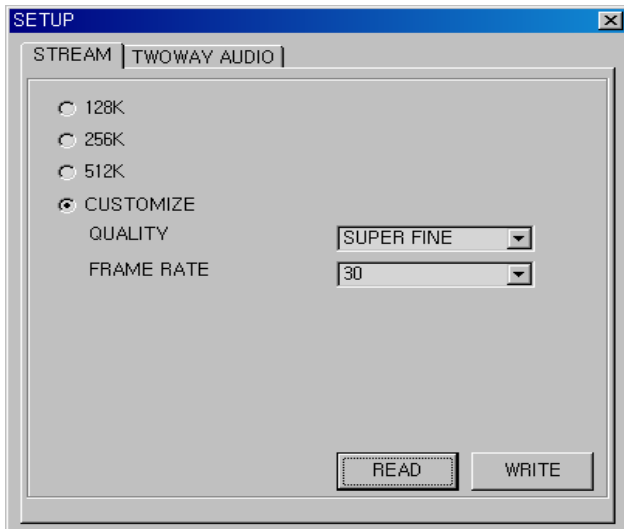 SETUP
STREAM TWOWAY AUDIO
128K
256K
512K
CUSTOMIZE
QUALITY SUPER FINE
FRAME RATE 30
READ WRITE